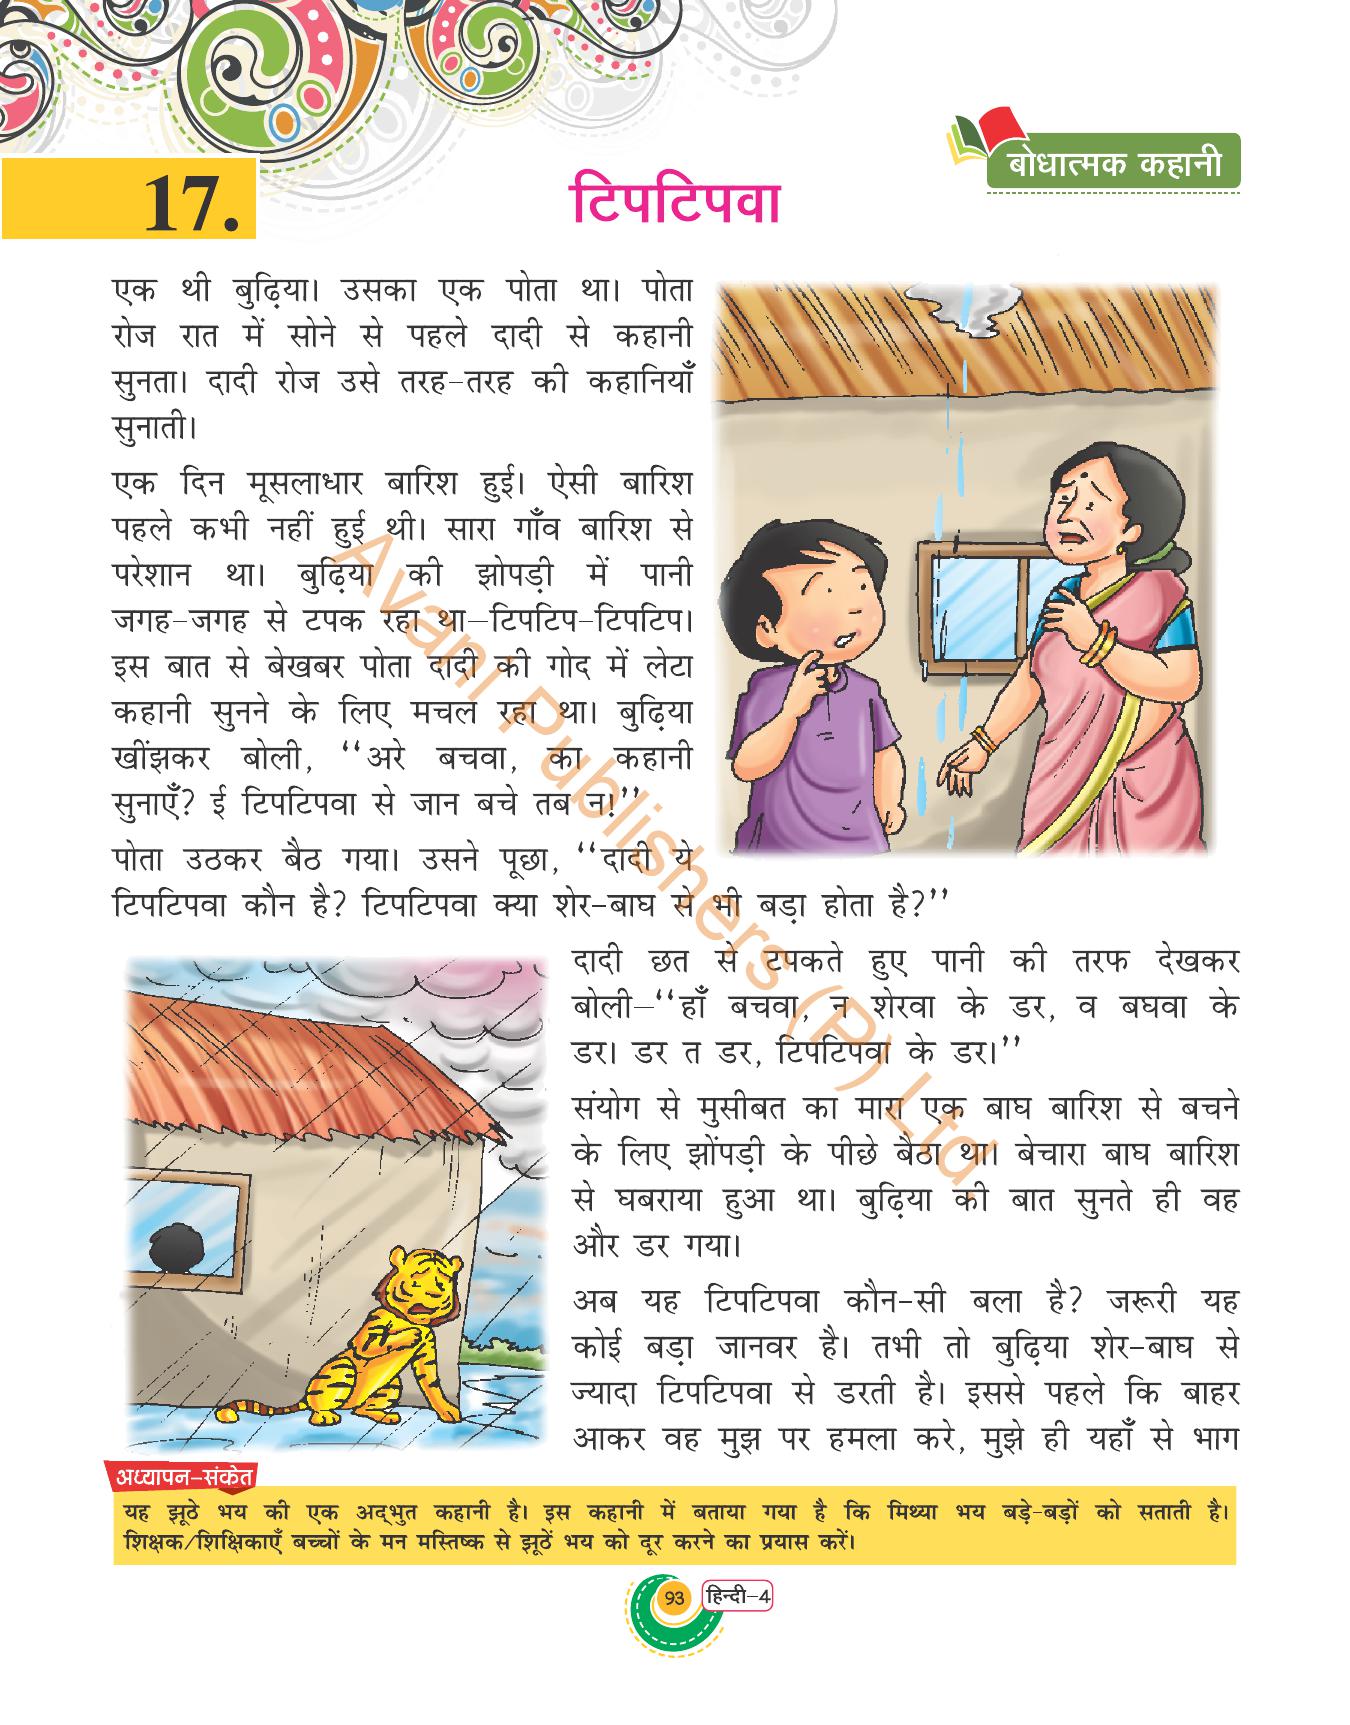 बोधात्मक कहानी
17.
टिपटिपवा
एक थी बुढ़िया। उसका एक पोता था। पोता
रोज रात में सोने से पहले दादी से कहानी
सुनता। दादी रोज उसे तरह-तरह की कहानियाँ
सुनाती।
एक दिन मूसलाधार बारिश हुई। ऐसी बारिश
पहले कभी नहीं हुई थी। सारा गाँव बारिश से
परेशान था। बुढ़िया की झोपड़ी में पानी
जगह-जगह से टपक रहा था—टिपटिप-टिपटिप।
इस बात से बेखबर पोता दादी की गोद में लेटा
कहानी सुनने के लिए मचल रहा था। बुढ़िया
खींझकर बोली, ‘‘अरे बचवा, का कहानी
सुनाएँ? ई टिपटिपवा से जान बचे तब न!’’
पोता उठकर बैठ गया। उसने पूछा, ‘‘दादी ये
टिपटिपवा कौन है? टिपटिपवा क्या शेर-बाघ से भी बड़ा होता है?’’
दादी छत से टपकते हुए पानी की तरफ देखकर
बोली—‘‘हाँ बचवा, न शेरवा के डर, व बघवा के
डर। डर त डर, टिपटिपवा के डर।’’
संयोग से मुसीबत का मारा एक बाघ बारिश से बचने
के लिए झोंपड़ी के पीछे बैठा था। बेचारा बाघ बारिश
से घबराया हुआ था। बुढ़िया की बात सुनते ही वह
और डर गया।
अब यह टिपटिपवा कौन-सी बला है? जरूरी यह
कोई बड़ा जानवर है। तभी तो बुढ़िया शेर-बाघ से
ज्यादा टिपटिपवा से डरती है। इससे पहले कि बाहर
आकर वह मुझ पर हमला करे, मुझे ही यहाँ से भाग
अध्यापन-संकेत
यह झूठे भय की एक अद्भुत कहानी है। इस कहानी में बताया गया है कि मिथ्या भय बड़े-बड़ों को सताती है।
शिक्षक/शिक्षिकाएँ बच्चों के मन मस्तिष्क से झूठें भय को दूर करने का प्रयास करें।
93 हिन्दी-4
Avani Publishers (P) Ltd.